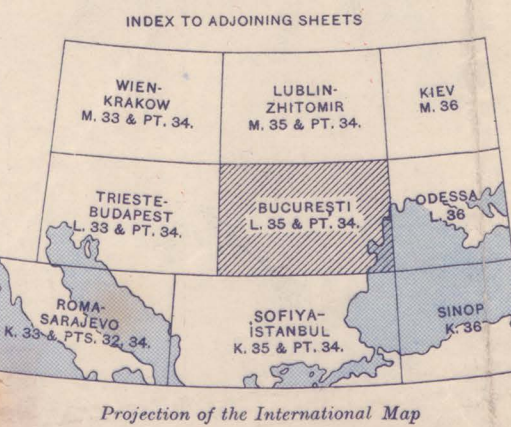 INDEX TO ADJOINING SHEETS
WIEN-
KRAKOW
M. 33 & PT. 34.
LUBLIN-
ZHITOMIR
M. 35 & PT. 34.
KIEV
M. 36
TRIESTE-
BUDAPEST
L. 33 & PT. 34.
BUCUREŞTI
L. 35 & PT. 34.
ODESSA
L. 36
ROMA-
SARAJEVO
K. 33 & PTS. 32, 34.
SOFIYA-
İSTANBUL
K. 35 & PT. 34.
SINOP
K. 36
Projection of the International Map